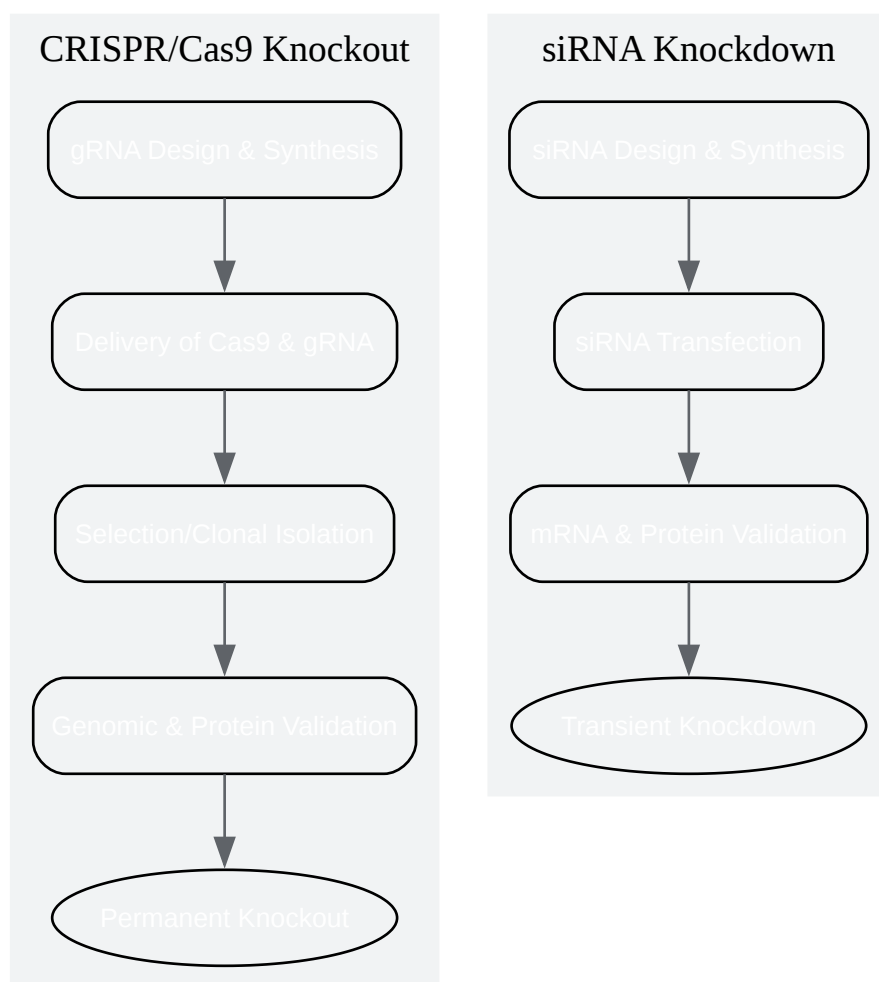 CRISPR/Cas9 Knockout
gRNA Design & Synthesis
Delivery of Cas9 & gRNA
Selection/Clonal Isolation
Genomic & Protein Validation
Permanent Knockout
siRNA Knockdown
siRNA Design & Synthesis
siRNA Transfection
mRNA & Protein Validation
Transient Knockdown